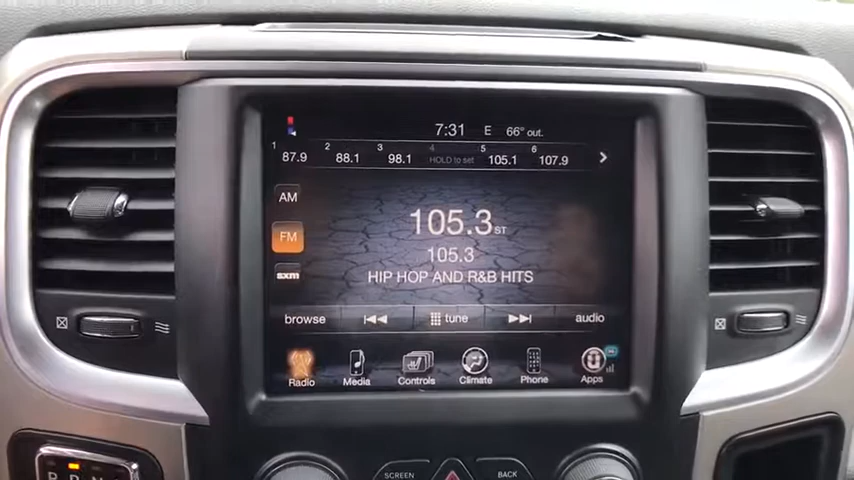 7:31 E 66° out.
1 87.9 2 88.1 3 98.1 4 HOLD to set 5 105.1 6 107.9
AM
105.3 ST
FM
105.3
sxm
HIP HOP AND R&B HITS
browse tune audio
Radio Media Controls Climate Phone Apps
SCREEN BACK
P R N